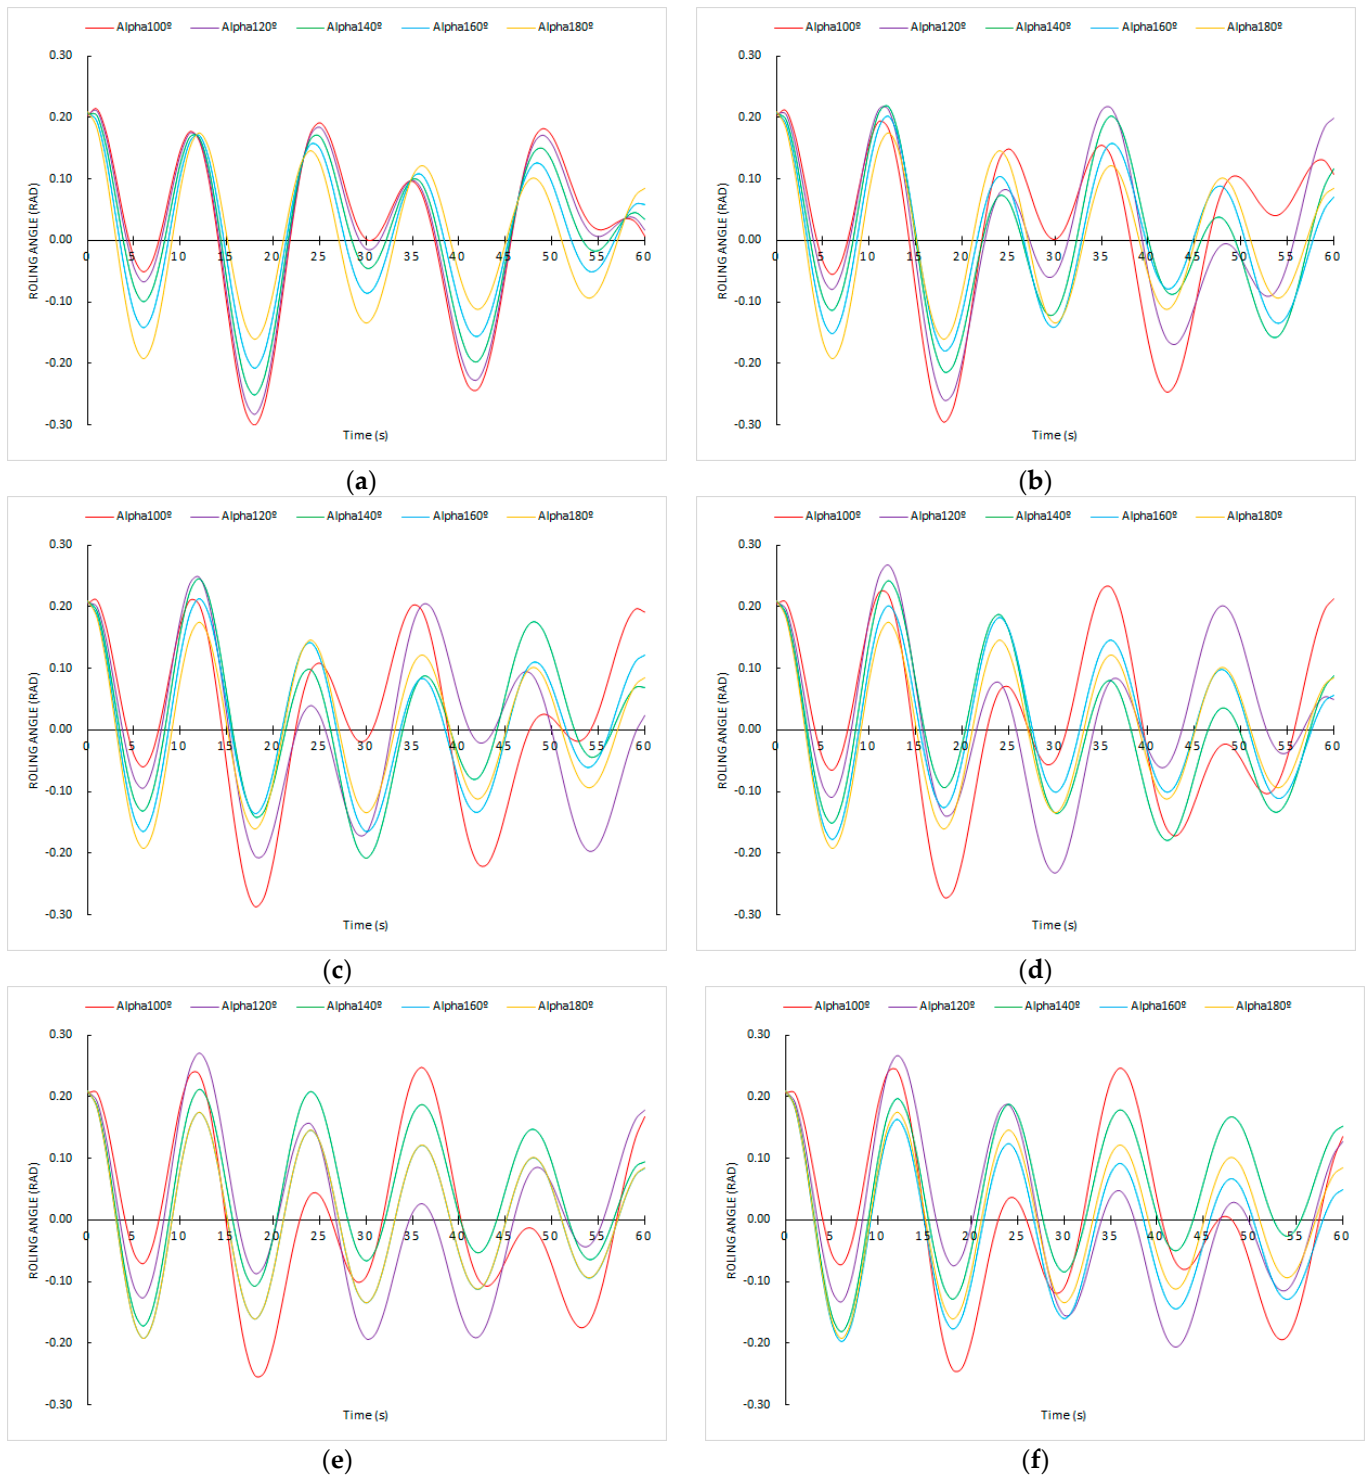 Alpha100º Alpha120º Alpha140º Alpha160º Alpha180º
0.30
0.20
0.10
0.00
-0.10
-0.20
-0.30
0 5 10 15 20 25 30 35 40 45 50 55 60
ROLING ANGLE (RAD)
Time (s)
(a)
Alpha100º Alpha120º Alpha140º Alpha160º Alpha180º
0.30
0.20
0.10
0.00
-0.10
-0.20
-0.30
0 5 10 15 20 25 30 35 40 45 50 55 60
ROLING ANGLE (RAD)
Time (s)
(b)
Alpha100º Alpha120º Alpha140º Alpha160º Alpha180º
0.30
0.20
0.10
0.00
-0.10
-0.20
-0.30
0 5 10 15 20 25 30 35 40 45 50 55 60
ROLING ANGLE (RAD)
Time (s)
(c)
Alpha100º Alpha120º Alpha140º Alpha160º Alpha180º
0.30
0.20
0.10
0.00
-0.10
-0.20
-0.30
0 5 10 15 20 25 30 35 40 45 50 55 60
ROLING ANGLE (RAD)
Time (s)
(d)
Alpha100º Alpha120º Alpha140º Alpha160º Alpha180º
0.30
0.20
0.10
0.00
-0.10
-0.20
-0.30
0 5 10 15 20 25 30 35 40 45 50 55 60
ROLING ANGLE (RAD)
Time (s)
(e)
Alpha100º Alpha120º Alpha140º Alpha160º Alpha180º
0.30
0.20
0.10
0.00
-0.10
-0.20
-0.30
0 5 10 15 20 25 30 35 40 45 50 55 60
ROLING ANGLE (RAD)
Time (s)
(f)